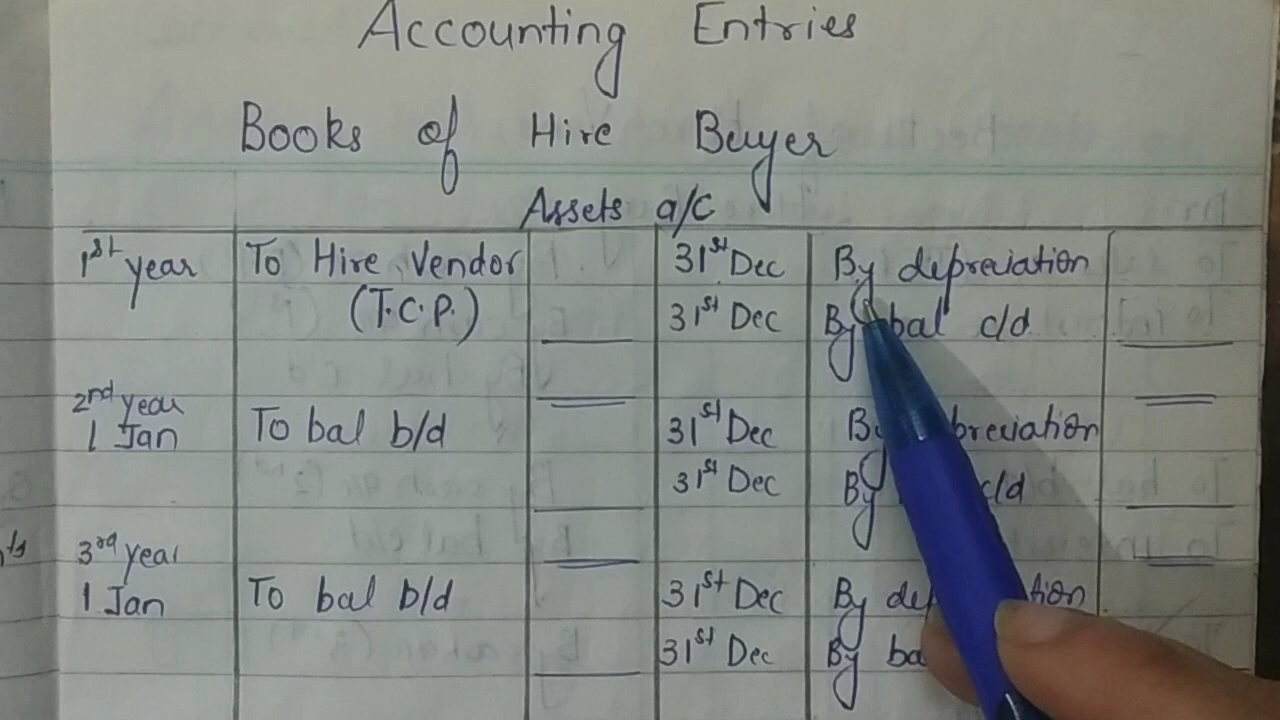 Accounting Entries
Books of Hire Buyer
Assets a/c
1st year To Hire Vendor 31st Dec By depreviation
(T.C.P.) 31st Dec By bal c/d
2nd year
1 Jan To bal b/d 31st Dec
31st Dec By c/d
3rd year
1 Jan To bal b/d 31st Dec By
31st Dec By